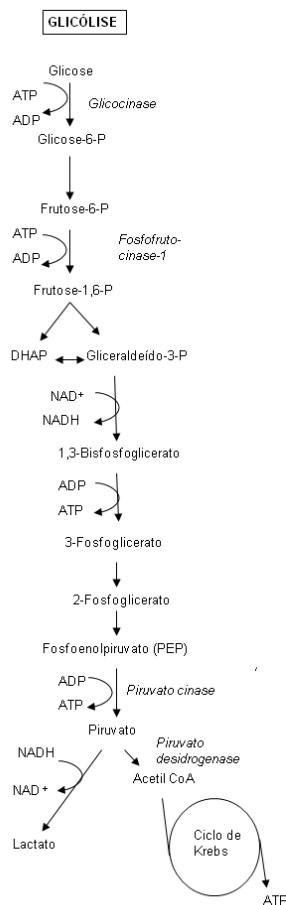 GLICÓLISE
Glicose
ATP
Glicocinase
ADP
Glicose-6-P
Frutose-6-P
ATP
Fosfofruto-
cinase-1
ADP
Frutose-1,6-P
DHAP
Gliceraldeído-3-P
NAD+
NADH
1,3-Bisfosfoglicerato
ADP
ATP
3-Fosfoglicerato
2-Fosfoglicerato
Fosfoenolpiruvato (PEP)
ADP
Piruvato cinase
ATP
Piruvato
Piruvato
desidrogenase
NADH
Acetil CoA
NAD+
Lactato
Ciclo de
Krebs
ATP